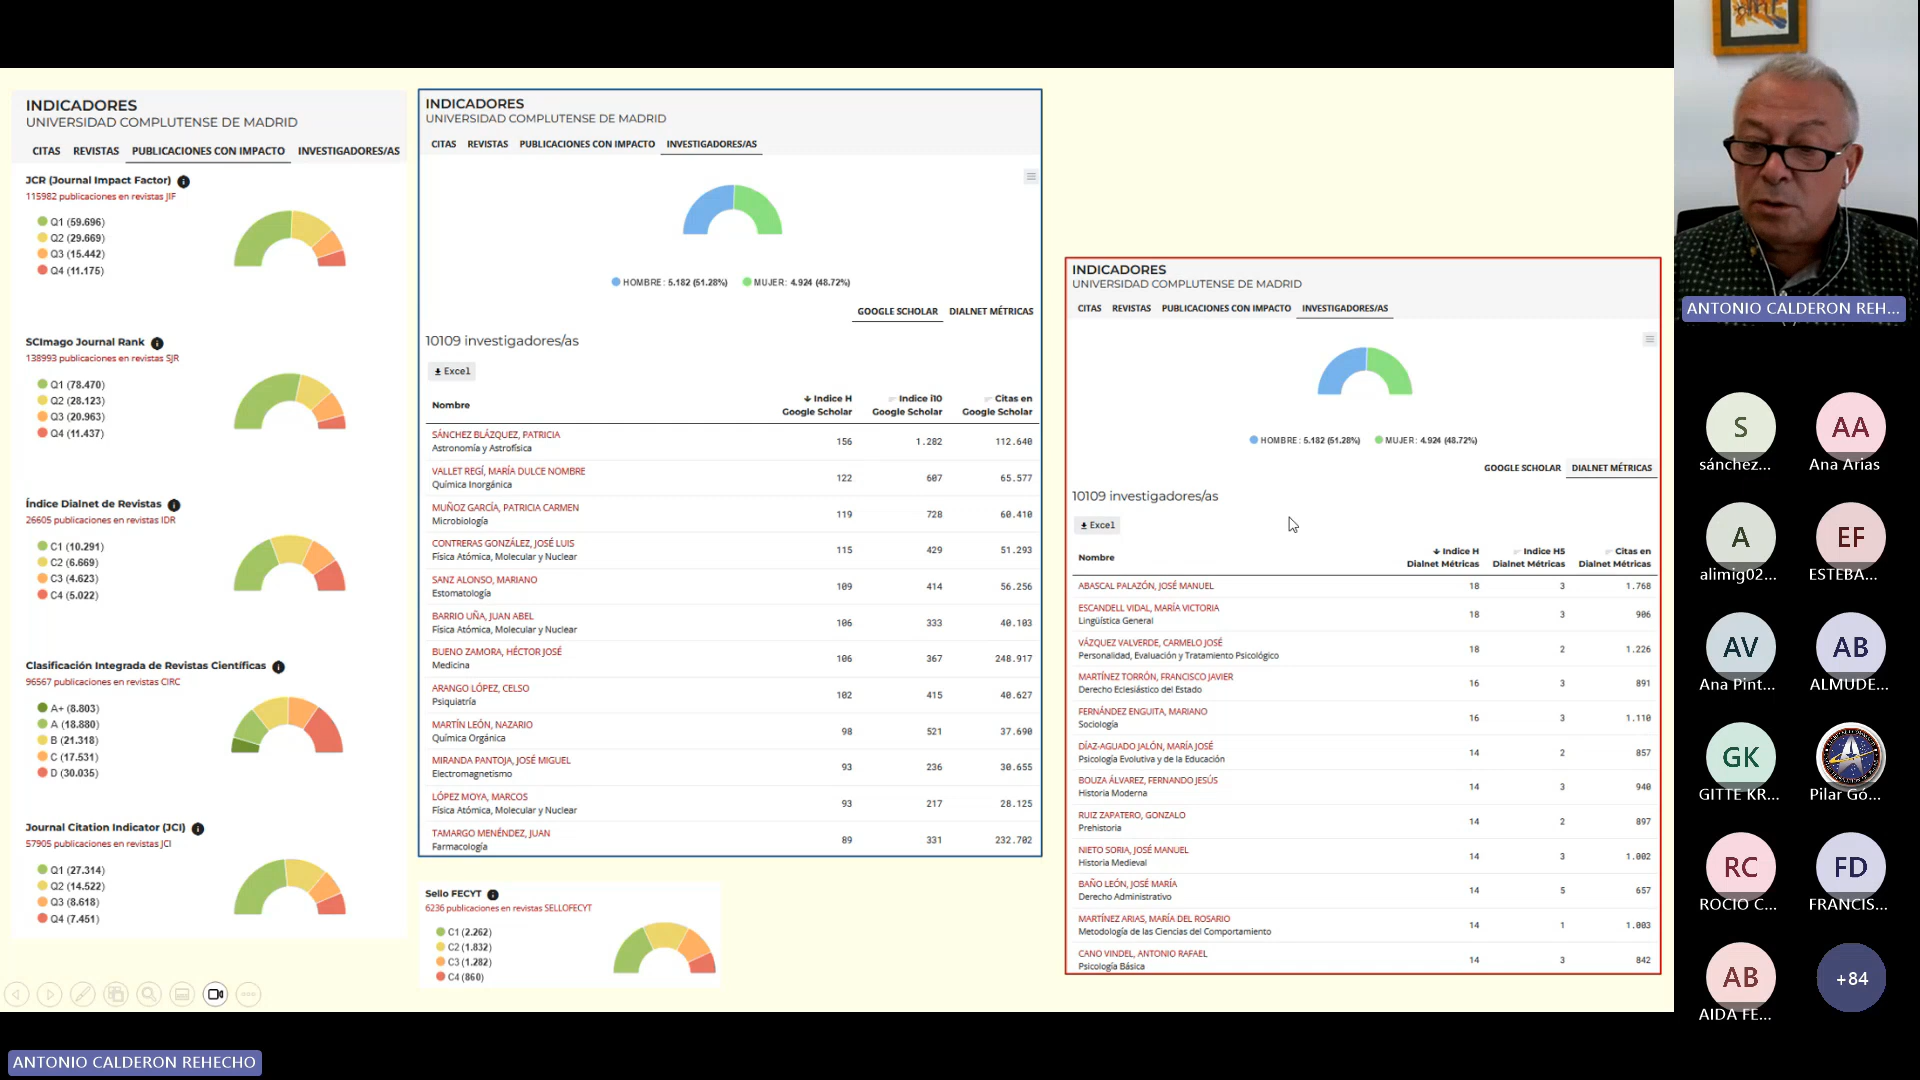 INDICADORES
UNIVERSIDAD COMPLUTENSE DE MADRID
CITAS REVISTAS PUBLICACIONES CON IMPACTO INVESTIGADORES/AS
JCR (Journal Impact Factor)
115982 publicaciones en revistas JIF
Q1 (59.696)
Q2 (29.669)
Q3 (15.442)
Q4 (11.175)
SCImago Journal Rank
138993 publicaciones en revistas SJR
Q1 (78.470)
Q2 (28.123)
Q3 (20.963)
Q4 (11.437)
Índice Dialnet de Revistas
26605 publicaciones en revistas IDR
C1 (10.291)
C2 (6.669)
C3 (4.623)
C4 (5.022)
Clasificación Integrada de Revistas Científicas
96567 publicaciones en revistas CIRC
A+ (8.803)
A (18.880)
B (21.318)
C (17.531)
D (30.035)
Journal Citation Indicator (JCI)
57905 publicaciones en revistas JCI
Q1 (27.314)
Q2 (14.522)
Q3 (8.618)
Q4 (7.451)
INDICADORES
UNIVERSIDAD COMPLUTENSE DE MADRID
CITAS REVISTAS PUBLICACIONES CON IMPACTO INVESTIGADORES/AS
HOMBRE: 5.182 (51.28%) MUJER: 4.924 (48.72%)
GOOGLE SCHOLAR DIALNET MÉTRICAS
10109 investigadores/as
Excel
Nombre Indice H Google Scholar Indice i10 Google Scholar Citas en Google Scholar
SÁNCHEZ BLÁZQUEZ, PATRICIA 156 1.282 112.640
Astronomía y Astrofísica
VALLET REGÍ, MARÍA DULCE NOMBRE 122 607 65.577
Química Inorgánica
MUÑOZ GARCÍA, PATRICIA CARMEN 119 728 60.410
Microbiología
CONTRERAS GONZÁLEZ, JOSÉ LUIS 115 429 51.293
Física Atómica, Molecular y Nuclear
SANZ ALONSO, MARIANO 109 414 56.256
Estomatología
BARRIO UÑA, JUAN ABEL 106 333 40.103
Física Atómica, Molecular y Nuclear
BUENO ZAMORA, HÉCTOR JOSÉ 106 367 248.917
Medicina
ARANGO LÓPEZ, CELSO 102 415 40.627
Psiquiatría
MARTÍN LEÓN, NAZARIO 98 521 37.690
Química Orgánica
MIRANDA PANTOJA, JOSÉ MIGUEL 93 236 30.655
Electromagnetismo
LÓPEZ MOYA, MARCOS 93 217 28.125
Física Atómica, Molecular y Nuclear
TAMARGO MENÉNDEZ, JUAN 89 331 232.702
Farmacología
Sello FECYT
6236 publicaciones en revistas SELLOFECYT
C1 (2.262)
C2 (1.832)
C3 (1.282)
C4 (860)
INDICADORES
UNIVERSIDAD COMPLUTENSE DE MADRID
CITAS REVISTAS PUBLICACIONES CON IMPACTO INVESTIGADORES/AS
HOMBRE: 5.182 (51.28%) MUJER: 4.924 (48.72%)
GOOGLE SCHOLAR DIALNET MÉTRICAS
10109 investigadores/as
Excel
Nombre Indice H Dialnet Métricas Indice H5 Dialnet Métricas Citas en Dialnet Métricas
ABASCAL PALAZÓN, JOSÉ MANUEL 18 3 1.768
ESCANDELL VIDAL, MARÍA VICTORIA 18 3 906
Lingüística General
VÁZQUEZ VALVERDE, CARMELO JOSÉ 18 2 1.226
Personalidad, Evaluación y Tratamiento Psicológico
MARTÍNEZ TORRÓN, FRANCISCO JAVIER 16 3 891
Derecho Eclesiástico del Estado
FERNÁNDEZ ENGUITA, MARIANO 16 3 1.110
Sociología
DÍAZ-AGUADO JALÓN, MARÍA JOSÉ 14 2 857
Psicología Evolutiva y de la Educación
BOUZA ÁLVAREZ, FERNANDO JESÚS 14 3 940
Historia Moderna
RUIZ ZAPATERO, GONZALO 14 2 897
Prehistoria
NIETO SORIA, JOSÉ MANUEL 14 3 1.002
Historia Medieval
BAÑO LEÓN, JOSÉ MARÍA 14 5 657
Derecho Administrativo
MARTÍNEZ ARIAS, MARÍA DEL ROSARIO 14 1 1.003
Metodología de las Ciencias del Comportamiento
CANO VINDEL, ANTONIO RAFAEL 14 3 842
Psicología Básica
ANTONIO CALDERON REH...
S AA
sánchez... Ana Arias
A EF
alimig02... ESTEBA...
AV AB
Ana Pint... ALMUDE...
GK
GITTE KR... Pilar Gó...
RC FD
ROCIO C... FRANCIS...
AB +84
AIDA FE...
ANTONIO CALDERON REHECHO